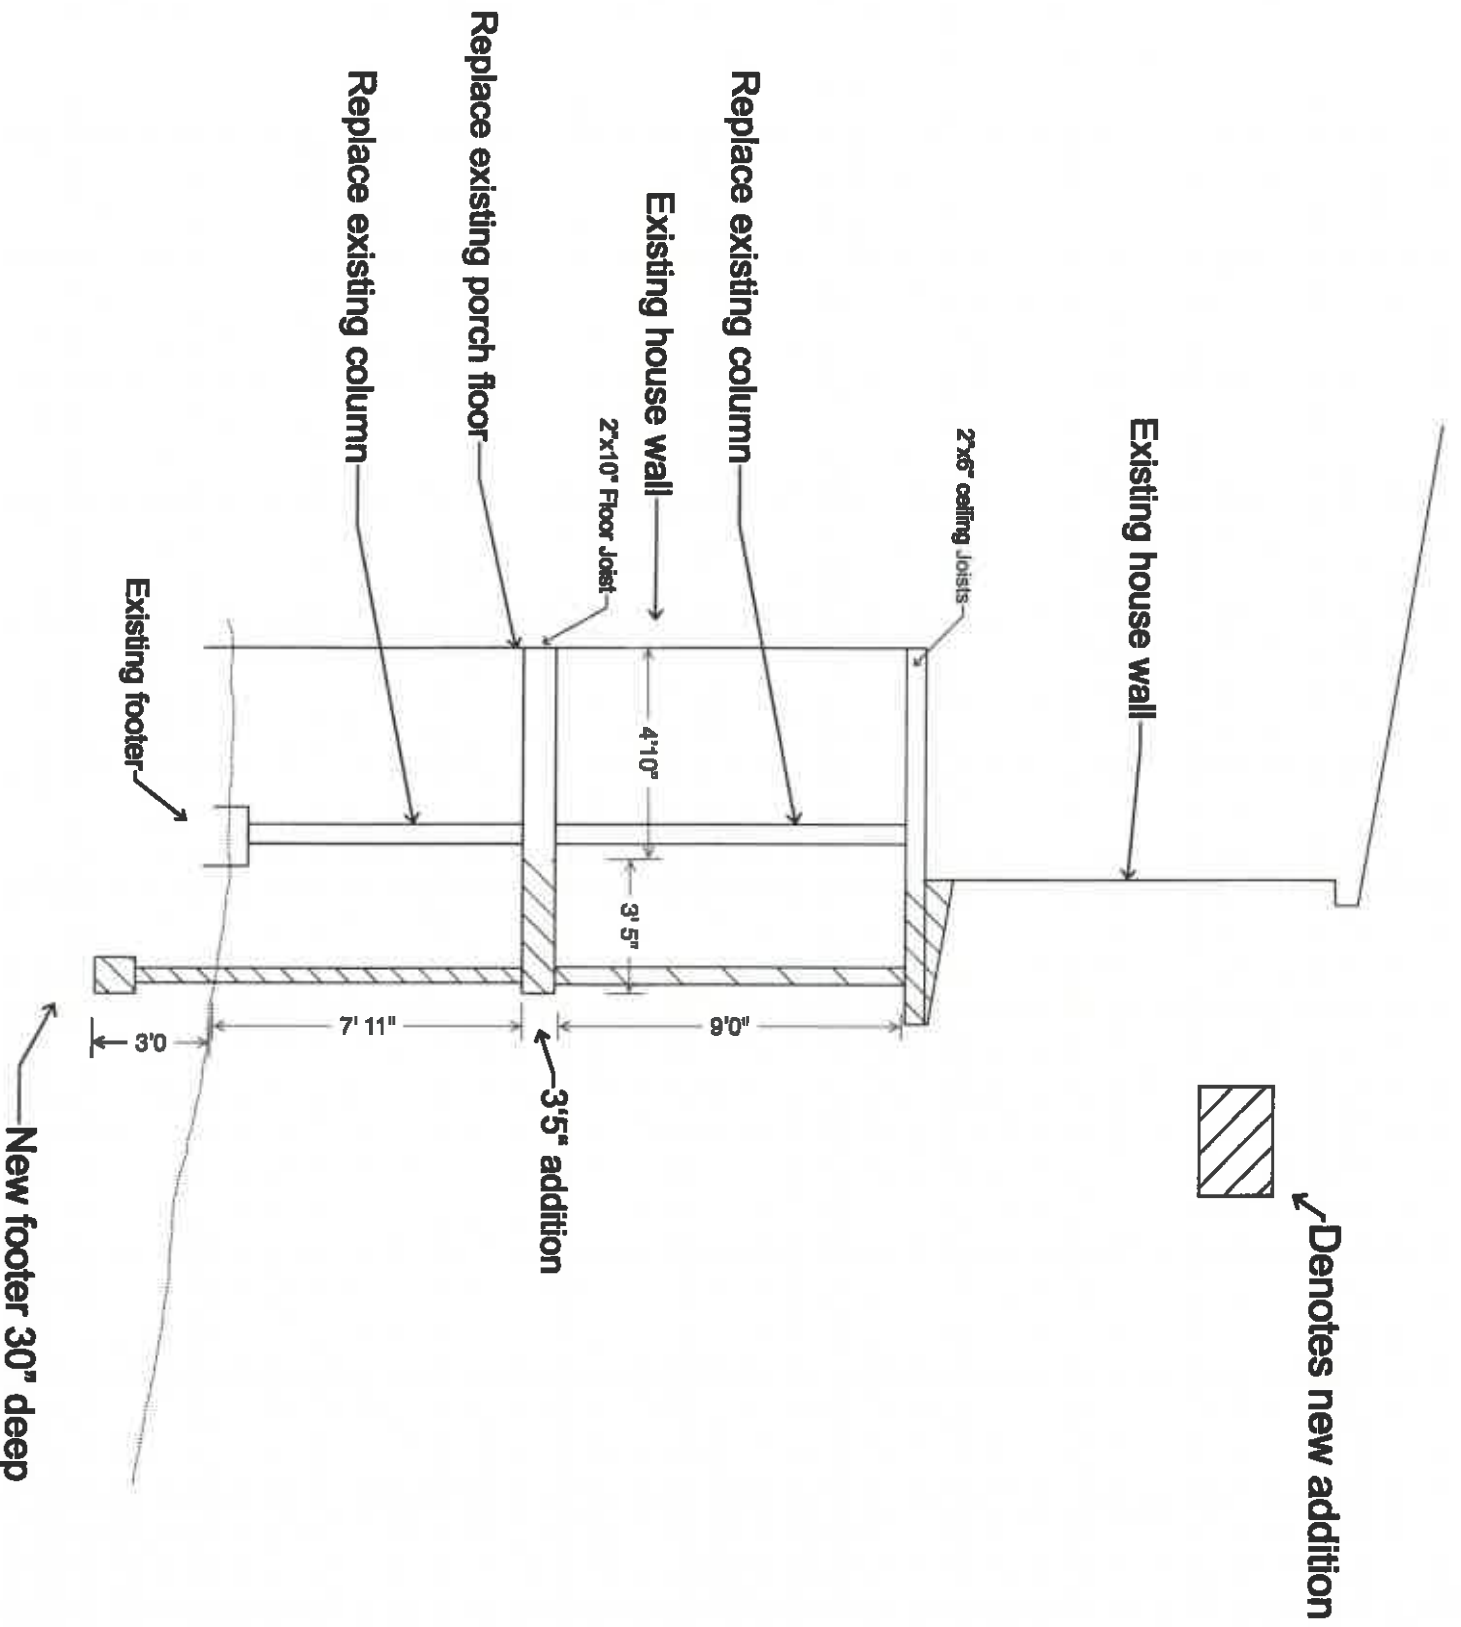 Existing house wall
2"x6" ceiling Joists
Denotes new addition
Replace existing column
Existing house wall
4'10"
9'0"
2"x10" Floor Joist
3' 5"
Replace existing porch floor
3'5" addition
Replace existing column
7' 11"
Existing footer
3'0
New footer 30" deep